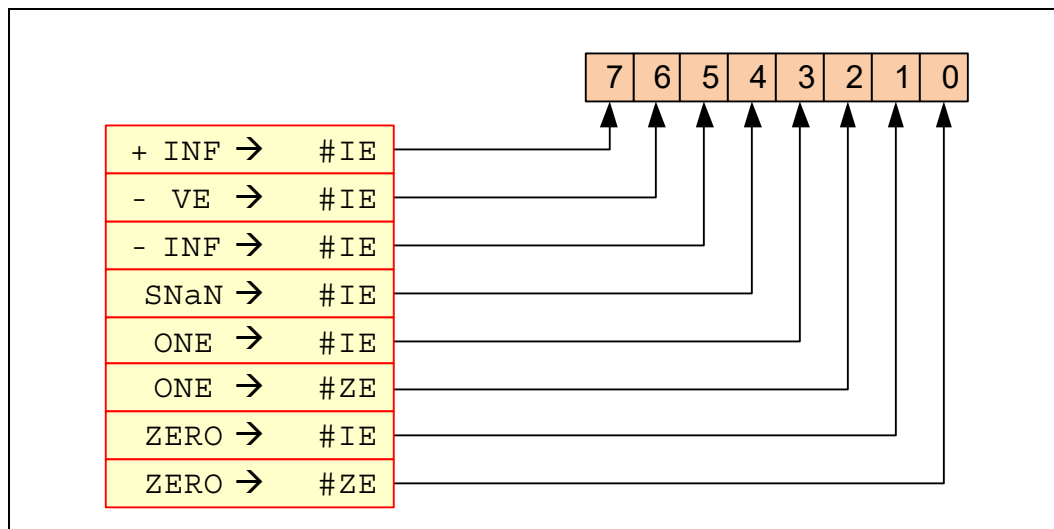 7 6 5 4 3 2 1 0
+ INF → #IE
- VE → #IE
- INF → #IE
SNaN → #IE
ONE → #IE
ONE → #ZE
ZERO → #IE
ZERO → #ZE